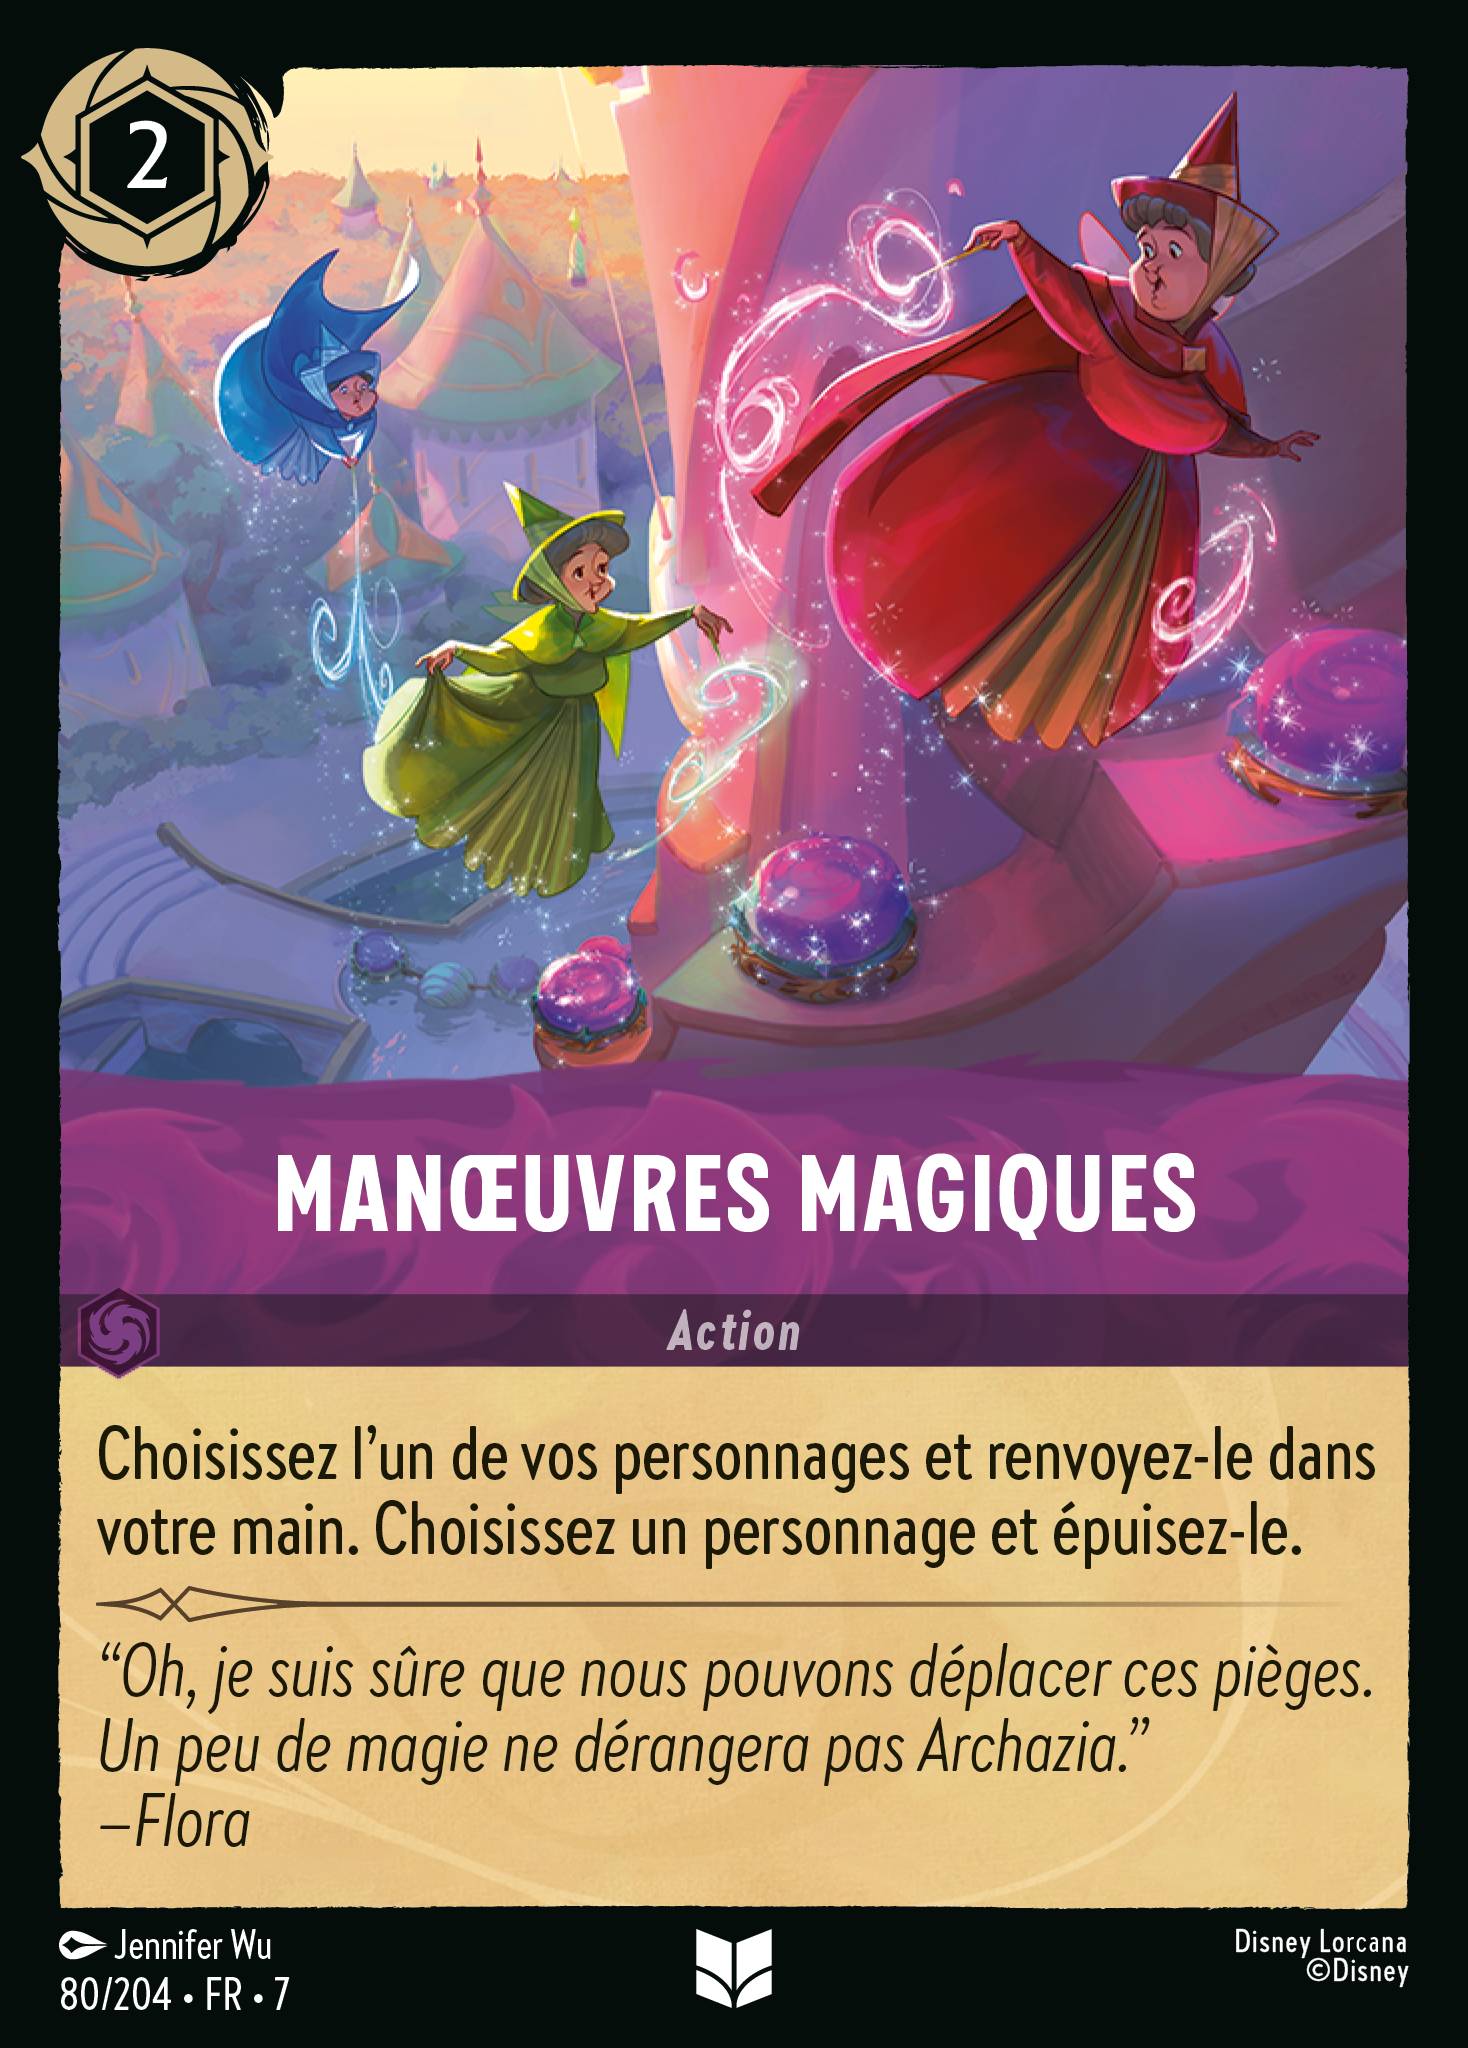 2
MANŒUVRES MAGIQUES
Action
Choisissez l’un de vos personnages et renvoyez-le dans
votre main. Choisissez un personnage et épuisez-le.
“Oh, je suis sûre que nous pouvons déplacer ces pièges.
Un peu de magie ne dérangera pas Archazia.”
—Flora
Jennifer Wu
80/204 • FR • 7
Disney Lorcana
©Disney